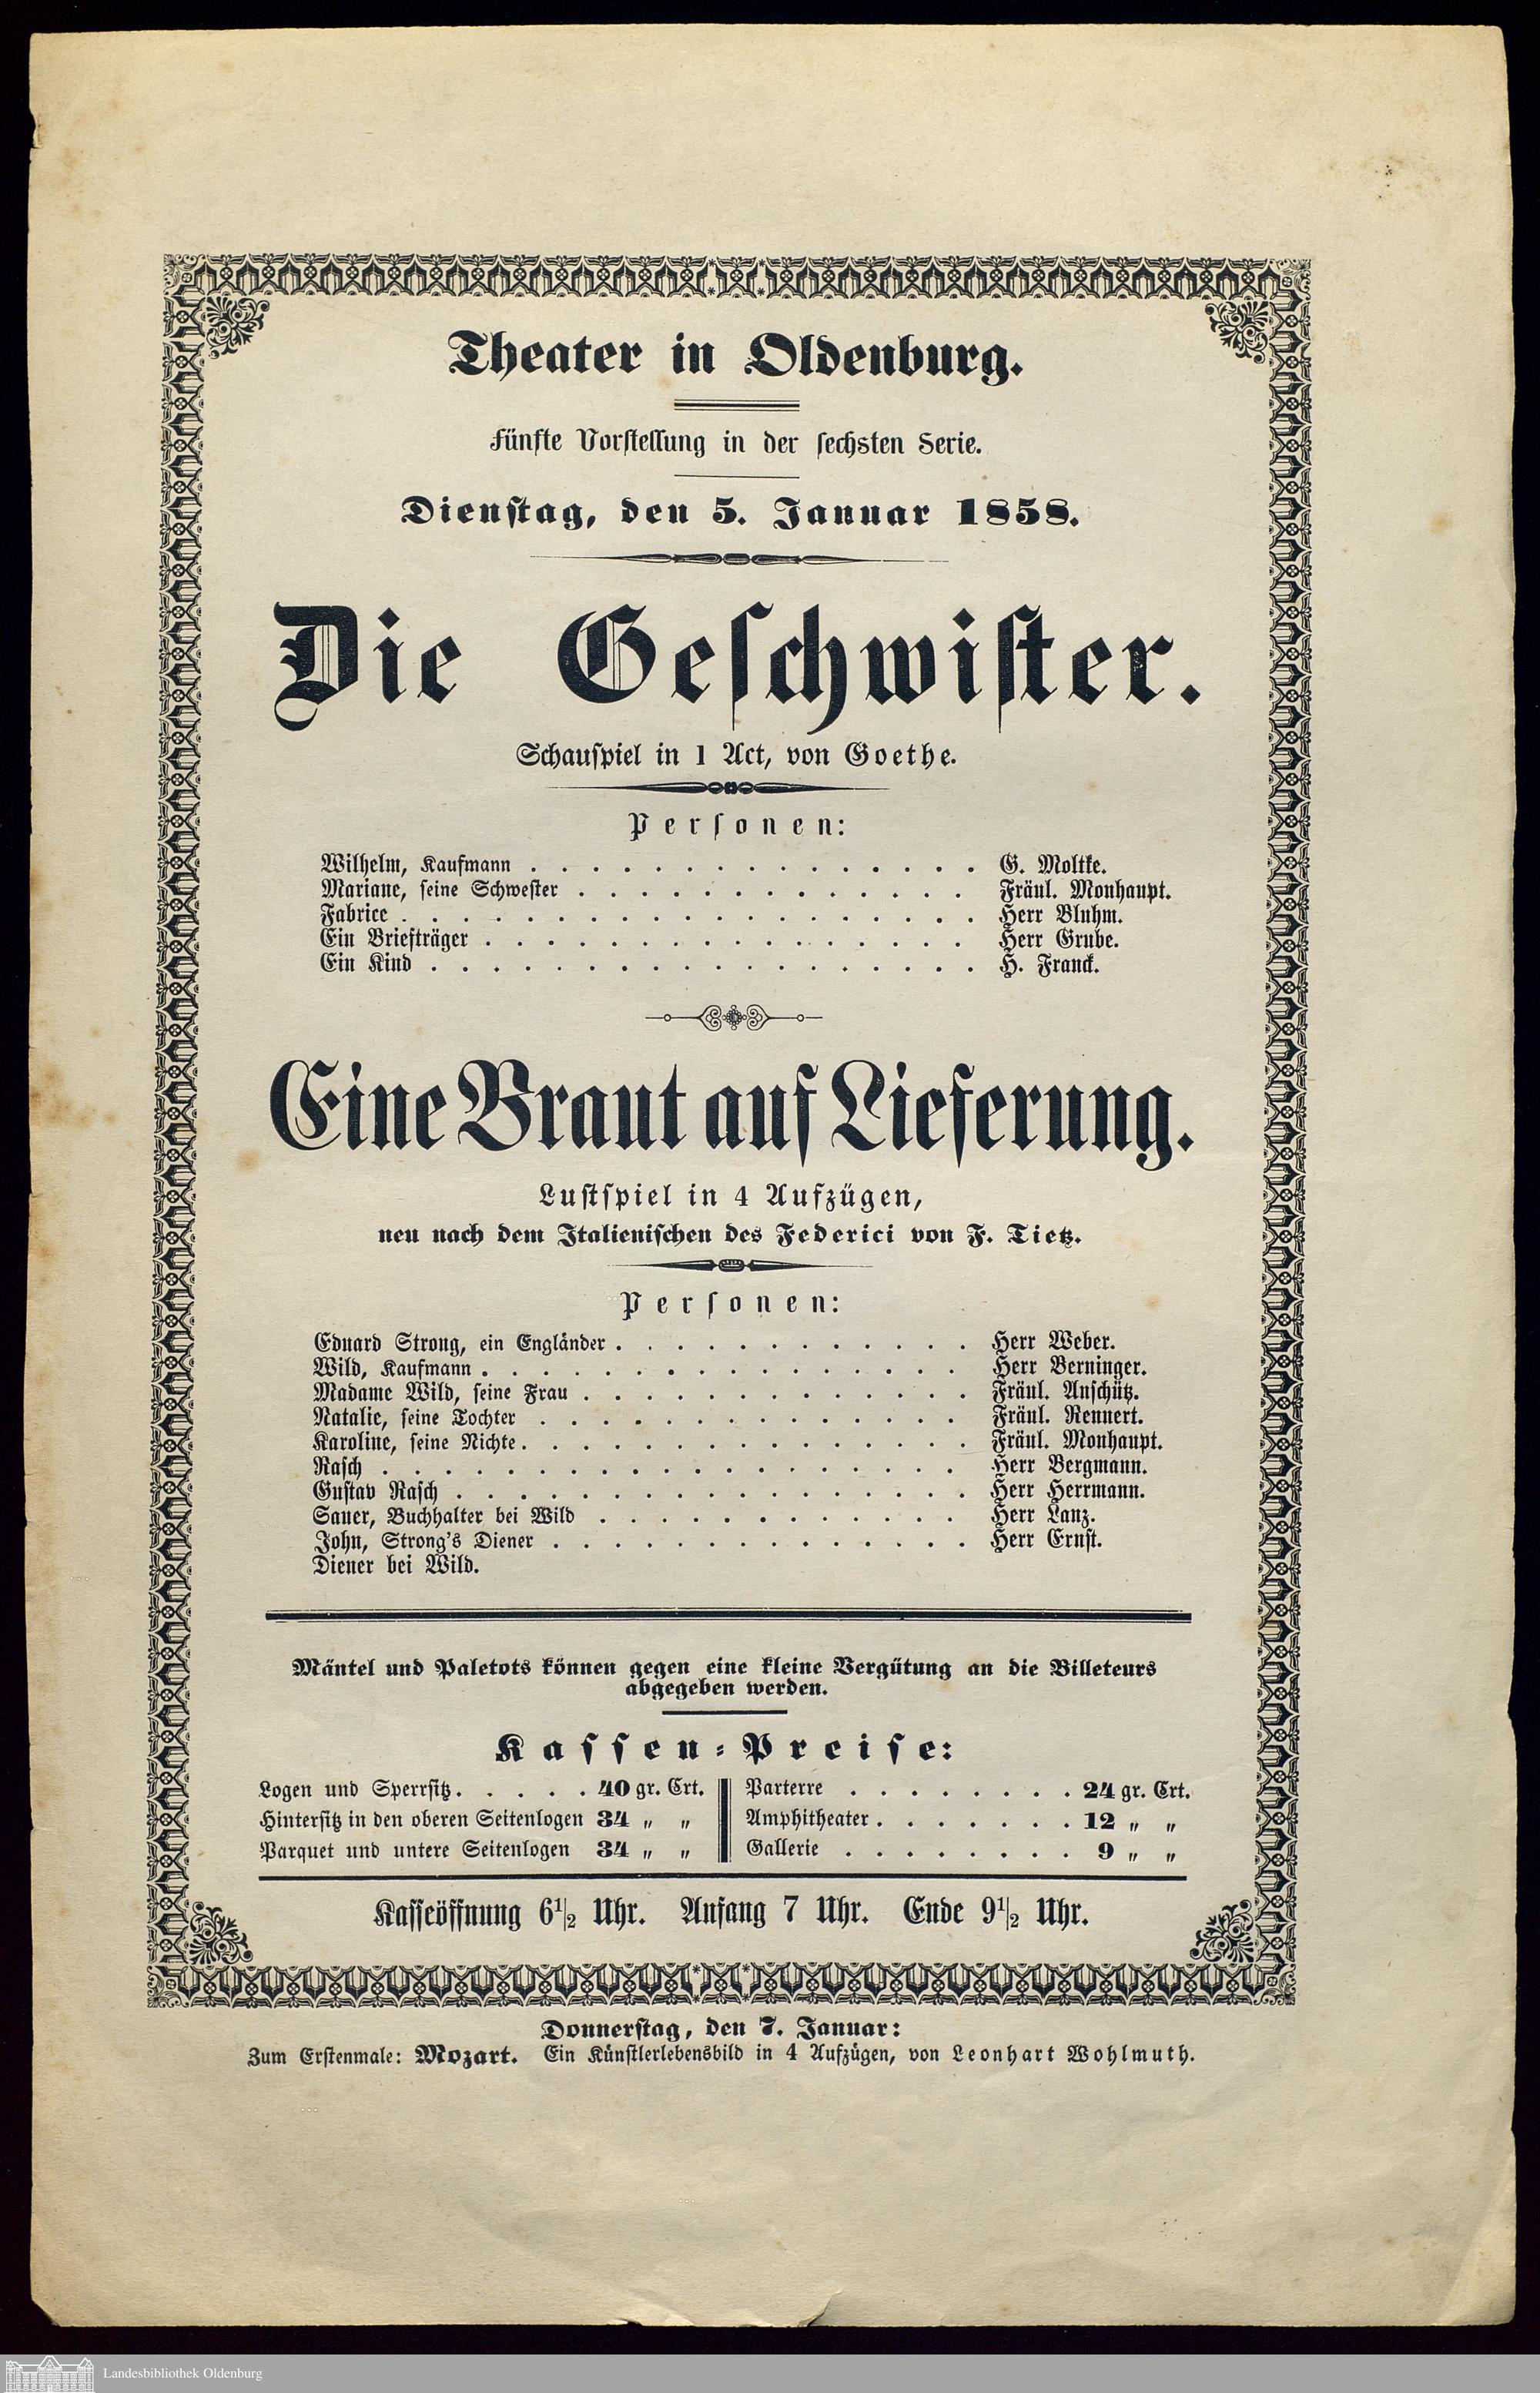 Theater in Oldenburg.
Fünfte Vorstellung in der sechsten Serie.
Dienstag, den 5. Januar 1858.
Die Geschwister.
Schauspiel in 1 Act, von Goethe.
Personen:
Wilhelm, Kaufmann . . . . . . . . . . . . . . . G. Moltke.
Mariane, seine Schwester . . . . . . . . . . . . . Fräul. Monhaupt.
Fabrice . . . . . . . . . . . . . . . . . . . Herr Bluhm.
Ein Briefträger . . . . . . . . . . . . . . . . Herr Grube.
Ein Kind . . . . . . . . . . . . . . . . . . H. Franck.
Eine Braut auf Lieferung.
Lustspiel in 4 Aufzügen,
neu nach dem Italienischen des Federici von F. Tietz.
Personen:
Eduard Strong, ein Engländer . . . . . . . . . . . . Herr Weber.
Wild, Kaufmann . . . . . . . . . . . . . . . . Herr Berninger.
Madame Wild, seine Frau . . . . . . . . . . . . . Fräul. Anschütz.
Natalie, seine Tochter . . . . . . . . . . . . . . Fräul. Rennert.
Karoline, seine Nichte . . . . . . . . . . . . . . . Fräul. Monhaupt.
Rasch . . . . . . . . . . . . . . . . . . . Herr Bergmann.
Gustav Rasch . . . . . . . . . . . . . . . . . Herr Herrmann.
Sauer, Buchhalter bei Wild . . . . . . . . . . . . Herr Lanz.
John, Strong's Diener . . . . . . . . . . . . . . Herr Ernst.
Diener bei Wild.
Mäntel und Paletots können gegen eine kleine Vergütung an die Billeteurs
abgegeben werden.
Kassen-Preise:
Logen und Sperrsitz . . . . . 40 gr. Crt.
Hintersitz in den oberen Seitenlogen 34 " "
Parquet und untere Seitenlogen 34 " "
Parterre . . . . . . . . 24 gr. Crt.
Amphitheater . . . . . . . 12 " "
Gallerie . . . . . . . . 9 " "
Kasseöffnung 6½ Uhr. Anfang 7 Uhr. Ende 9½ Uhr.
Donnerstag, den 7. Januar:
Zum Erstenmale: Mozart. Ein Künstlerlebensbild in 4 Aufzügen, von Leonhart Wohlmuth.
Landesbibliothek Oldenburg